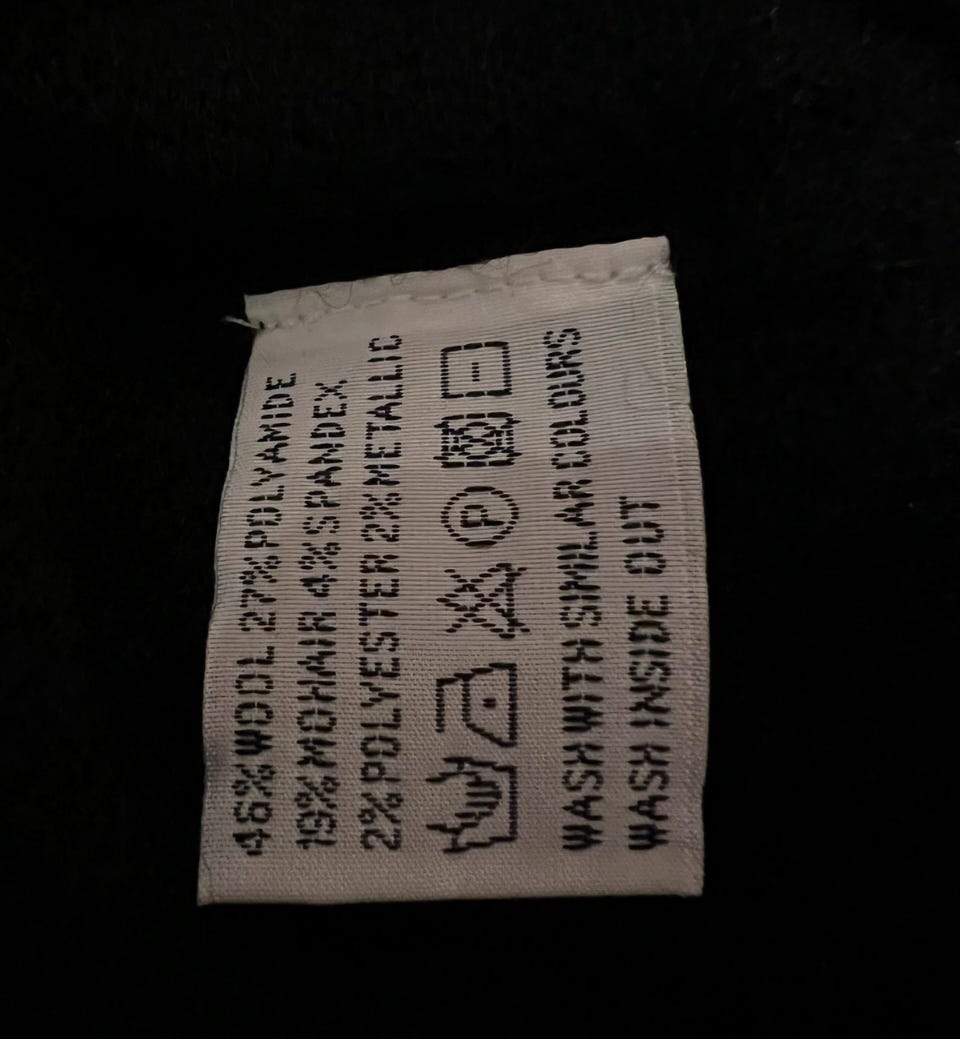 46% WOOL 27% POLYAMIDE
19% MOHAIR 4% SPANDEX
2% POLYESTER 2% METALLIC
P
WASH WITH SIMILAR COLOURS
WASH INSIDE OUT